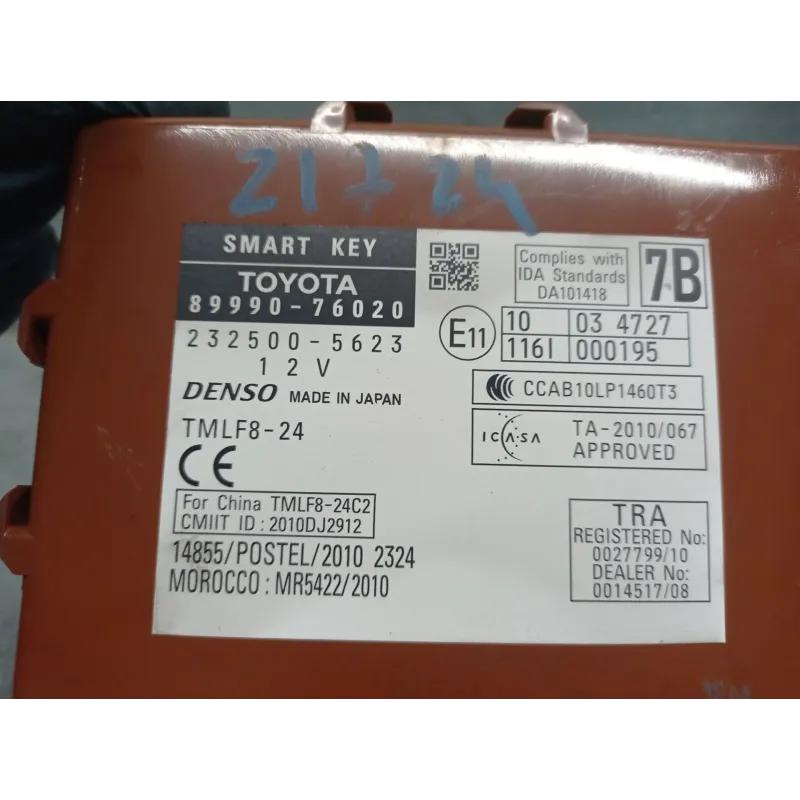 21724
SMART KEY
TOYOTA
89990-76020
232500-5623
12V
DENSO MADE IN JAPAN
TMLF8-24
CE
For China TMLF8-24C2
CMIIT ID : 2010DJ2912
14855/POSTEL/2010 2324
MOROCCO : MR5422/2010
Complies with
IDA Standards
DA101418
7B
E11
10 03 4727
116I 000195
CCAB10LP1460T3
ICASA
TA-2010/067
APPROVED
TRA
REGISTERED No:
0027799/10
DEALER No:
0014517/08